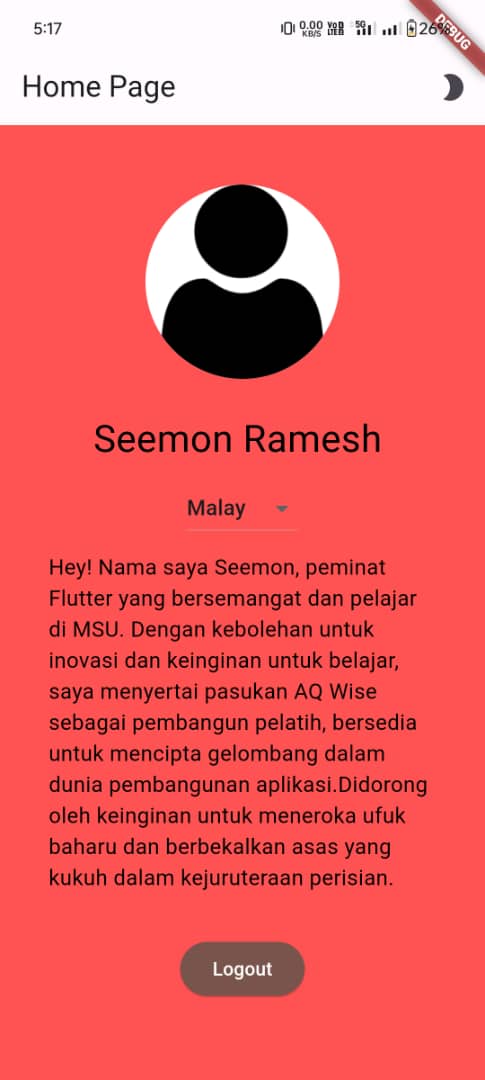 5:17
0.00 KB/S VoD LTE 5G 26%
DEBUG
Home Page
Seemon Ramesh
Malay
Hey! Nama saya Seemon, peminat
Flutter yang bersemangat dan pelajar
di MSU. Dengan kebolehan untuk
inovasi dan keinginan untuk belajar,
saya menyertai pasukan AQ Wise
sebagai pembangun pelatih, bersedia
untuk mencipta gelombang dalam
dunia pembangunan aplikasi.Didorong
oleh keinginan untuk meneroka ufuk
baharu dan berbekalkan asas yang
kukuh dalam kejuruteraan perisian.
Logout